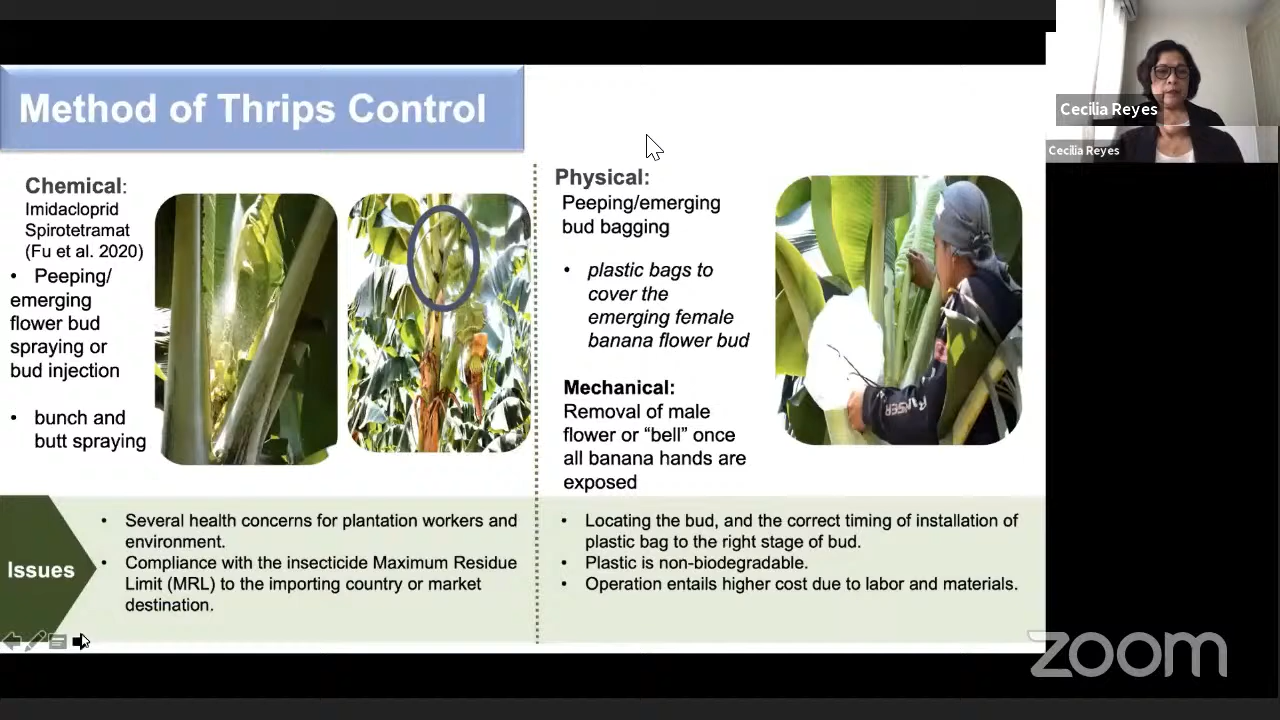 Method of Thrips Control
Chemical:
Imidacloprid
Spirotetramat
(Fu et al. 2020)
• Peeping/
emerging
flower bud
spraying or
bud injection
• bunch and
butt spraying
Physical:
Peeping/emerging
bud bagging
• plastic bags to
cover the
emerging female
banana flower bud
Mechanical:
Removal of male
flower or “bell” once
all banana hands are
exposed
Issues
• Several health concerns for plantation workers and
environment.
• Compliance with the insecticide Maximum Residue
Limit (MRL) to the importing country or market
destination.
• Locating the bud, and the correct timing of installation of
plastic bag to the right stage of bud.
• Plastic is non-biodegradable.
• Operation entails higher cost due to labor and materials.
Cecilia Reyes
Cecilia Reyes
zoom